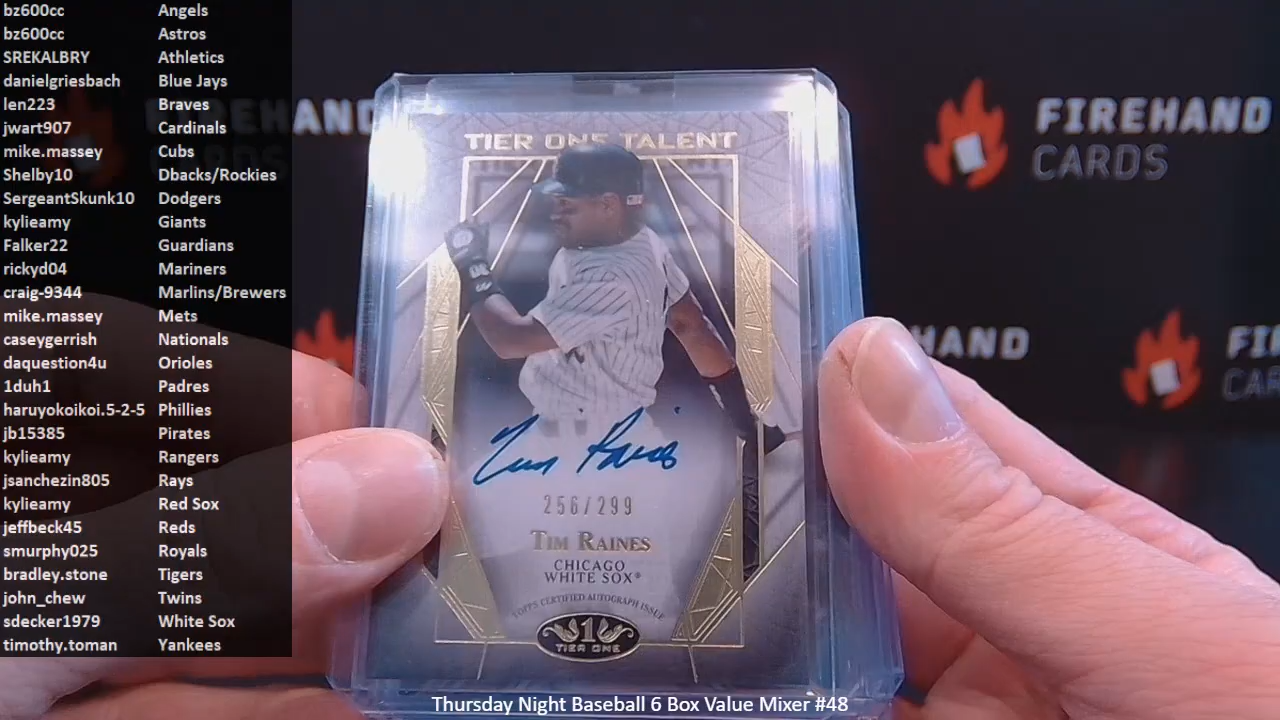 bz600cc Angels
bz600cc Astros
SREKALBRY Athletics
danielgriesbach Blue Jays
len223 Braves
jwart907 Cardinals
mike.massey Cubs
Shelby10 Dbacks/Rockies
SergeantSkunk10 Dodgers
kylieamy Giants
Falker22 Guardians
rickyd04 Mariners
craig-9344 Marlins/Brewers
mike.massey Mets
caseygerrish Nationals
daquestion4u Orioles
1duh1 Padres
haruyokoikoi.5-2-5 Phillies
jb15385 Pirates
kylieamy Rangers
jsanchezin805 Rays
kylieamy Red Sox
jeffbeck45 Reds
smurphy025 Royals
bradley.stone Tigers
john_chew Twins
sdecker1979 White Sox
timothy.toman Yankees
TIER ONE TALENT
Tim Raines
256/299
TIM RAINES
CHICAGO
WHITE SOX®
TOPPS CERTIFIED AUTOGRAPH ISSUE
1
TIER ONE
FIREHAND
CARDS
Thursday Night Baseball 6 Box Value Mixer #48